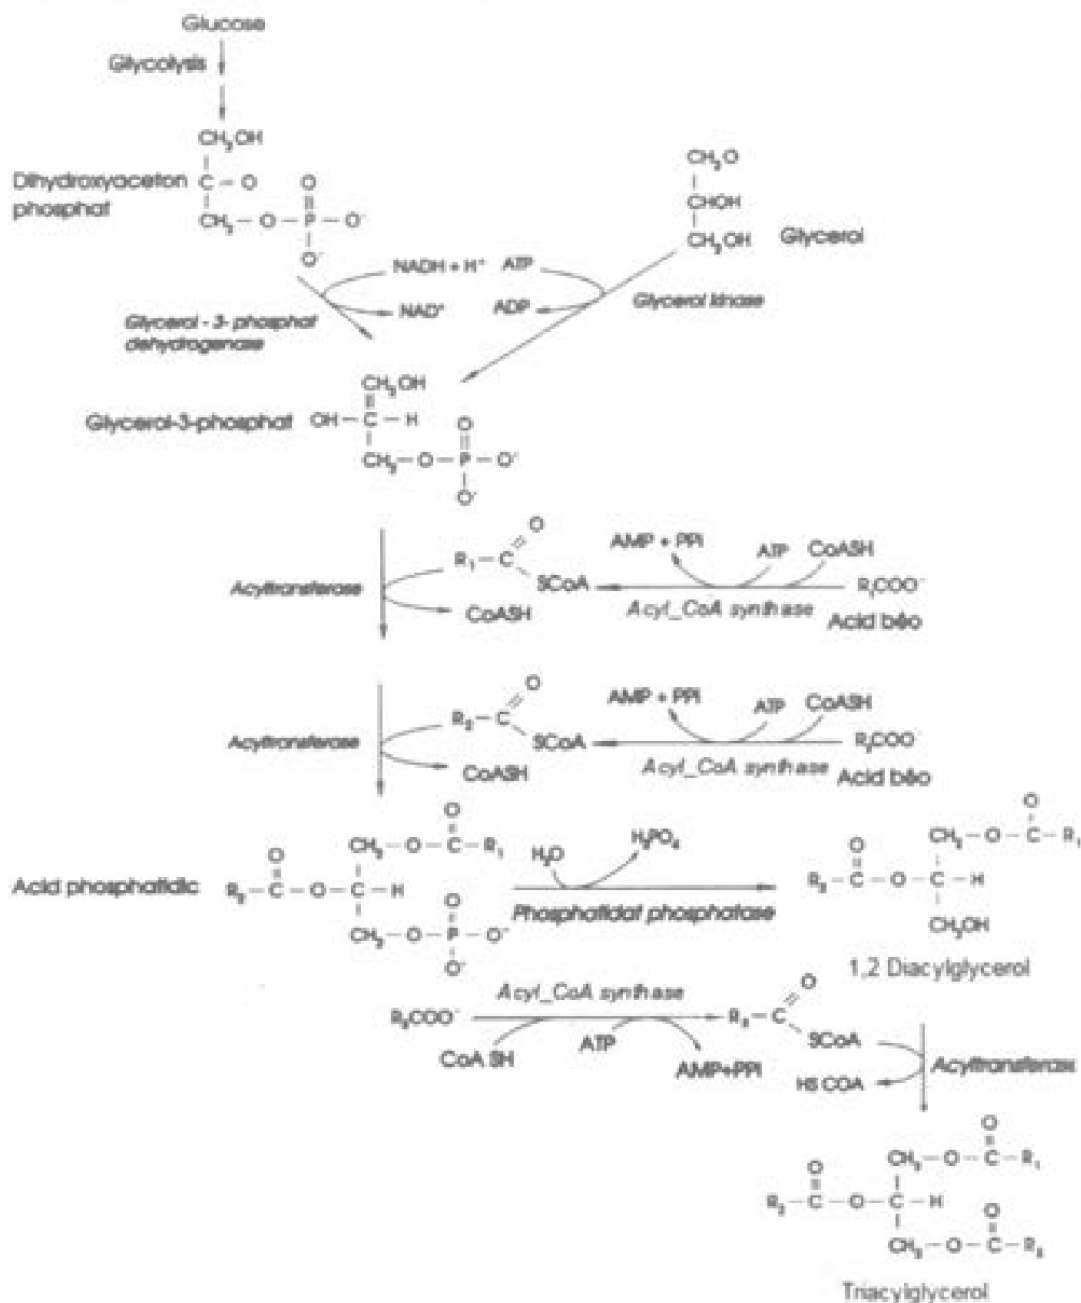 Glucose
Glycolysis
CH₂OH
Dihydroxyaceton
phosphat
C – O
O
CH₂ – O – P – O⁻
O⁻
CH₂O
CHOH
CH₂OH
Glycerol
NADH + H⁺
ATP
NAD⁺
ADP
Glycerol kinase
Glycerol - 3- phosphat
dehydrogenase
CH₂OH
Glycerol-3-phosphat
OH – C – H
O
CH₂ – O – P – O⁻
O⁻
O
R₁ – C
SCoA
AMP + PPI
ATP
CoASH
R₁COO⁻
Acyltransferase
CoASH
Acyl_CoA synthase
Acid béo
O
R₂ – C
SCoA
AMP + PPI
ATP
CoASH
R₂COO
Acyltransferase
CoASH
Acyl_CoA synthase
Acid béo
O
CH₂ – O – C – R₁
O
Acid phosphatidic
R₂ – C – O – C – H
O
CH₂ – O – P – O⁻
O⁻
H₂O
H₃PO₄
Phosphatidat phosphatase
O
CH₂ – O – C – R₁
O
R₂ – C – O – C – H
CH₂OH
1,2 Diacylglycerol
Acyl_CoA synthase
R₃COO⁻
CoA SH
ATP
AMP+PPI
O
R₃ – C
SCoA
HS COA
Acyltransferase
O
CH₂ – O – C – R₁
O
R₂ – C – O – C – H
O
CH₂ – O – C – R₃
Triacylglycerol